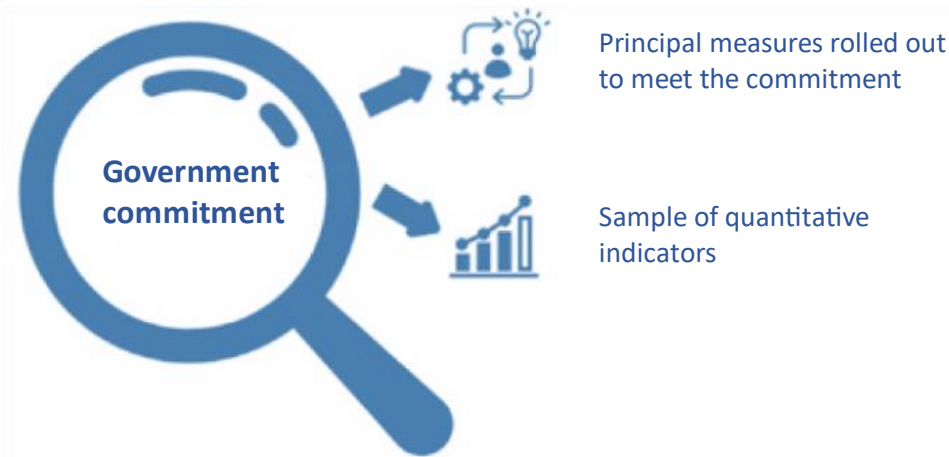 Government
commitment
Principal measures rolled out
to meet the commitment
Sample of quantitative
indicators